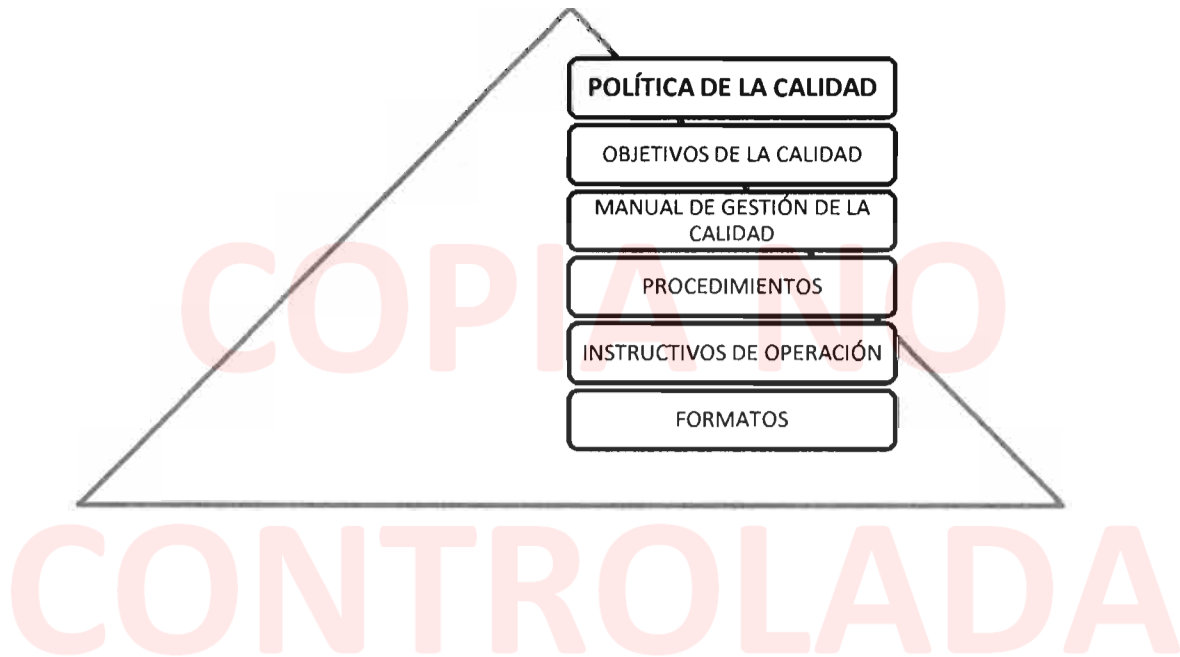 POLÍTICA DE LA CALIDAD
OBJETIVOS DE LA CALIDAD
MANUAL DE GESTIÓN DE LA
CALIDAD
PROCEDIMIENTOS
INSTRUCTIVOS DE OPERACIÓN
FORMATOS
COPIA NO
CONTROLADA